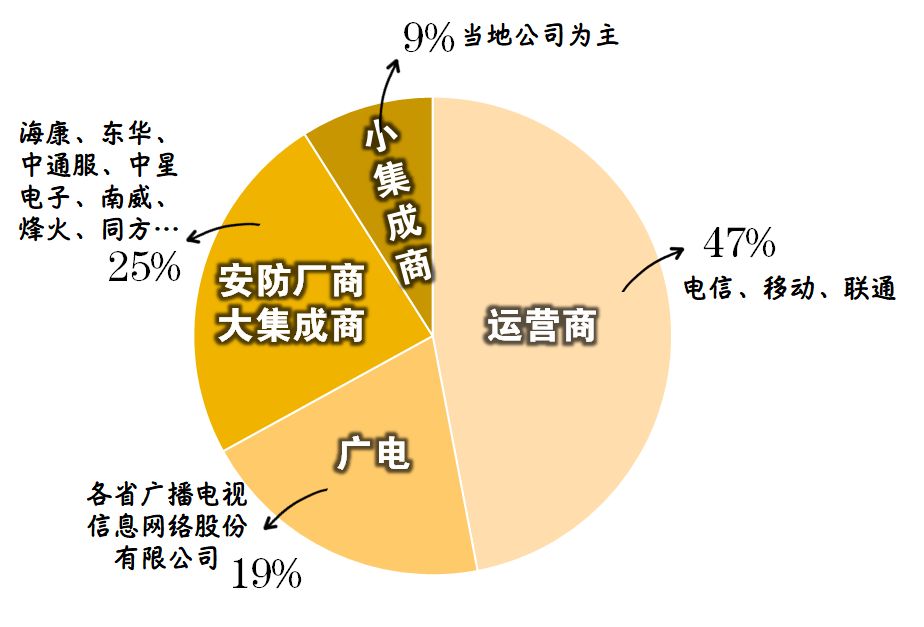 9%当地公司为主
小集成商
海康、东华、
中通服、中星
电子、南威、
烽火、同方…
25%
安防厂商
大集成商
47%
电信、移动、联通
运营商
广电
各省广播电视
信息网络股份
有限公司
19%